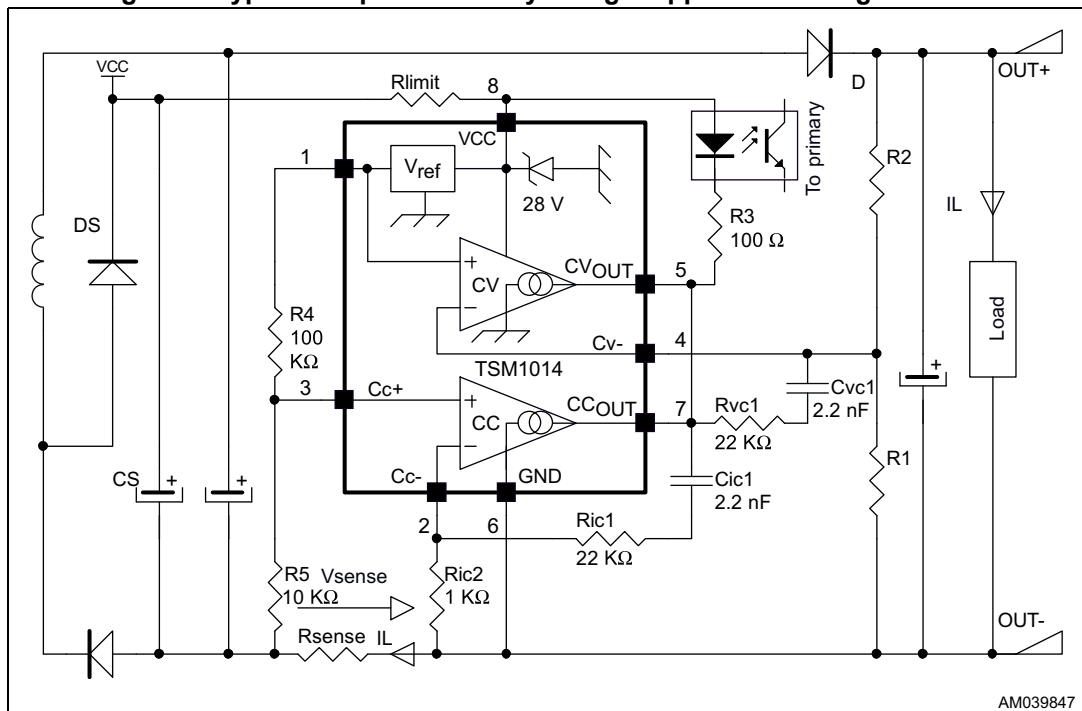 OUT+
VCC
Rlimit
8
D
VCC
1
Vref
28 V
To primary
R2
IL
DS
R3
100 Ω
+
CV
CVOUT
5
−
R4
100
KΩ
Cv-
4
Load
+
TSM1014
Cvc1
2.2 nF
3
Cc+
+
CC
CCOUT
7
Rvc1
22 KΩ
−
R1
CS
+
+
Cc-
GND
Cic1
2.2 nF
2
6
Ric1
22 KΩ
R5
10 KΩ
Vsense
Ric2
1 KΩ
Rsense
IL
OUT-
AM039847